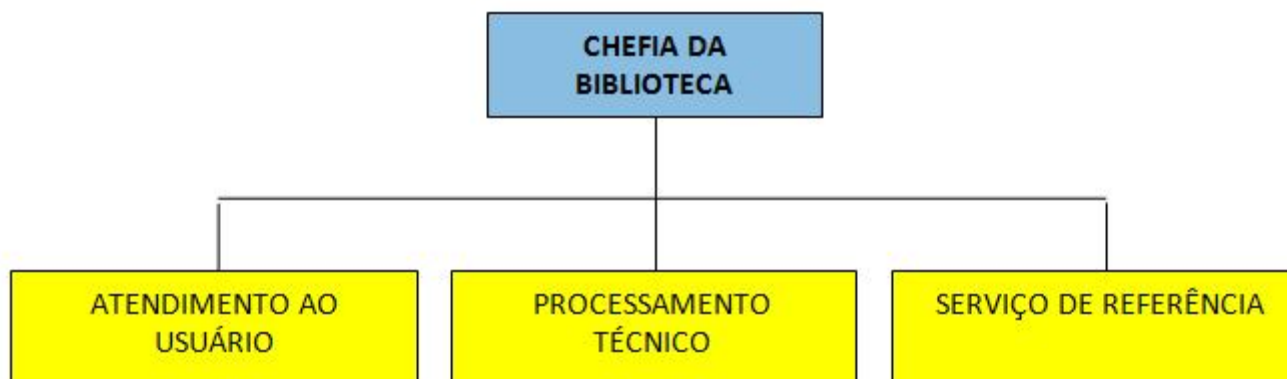 CHEFIA DA
BIBLIOTECA
ATENDIMENTO AO
USUÁRIO
PROCESSAMENTO
TÉCNICO
SERVIÇO DE REFERÊNCIA